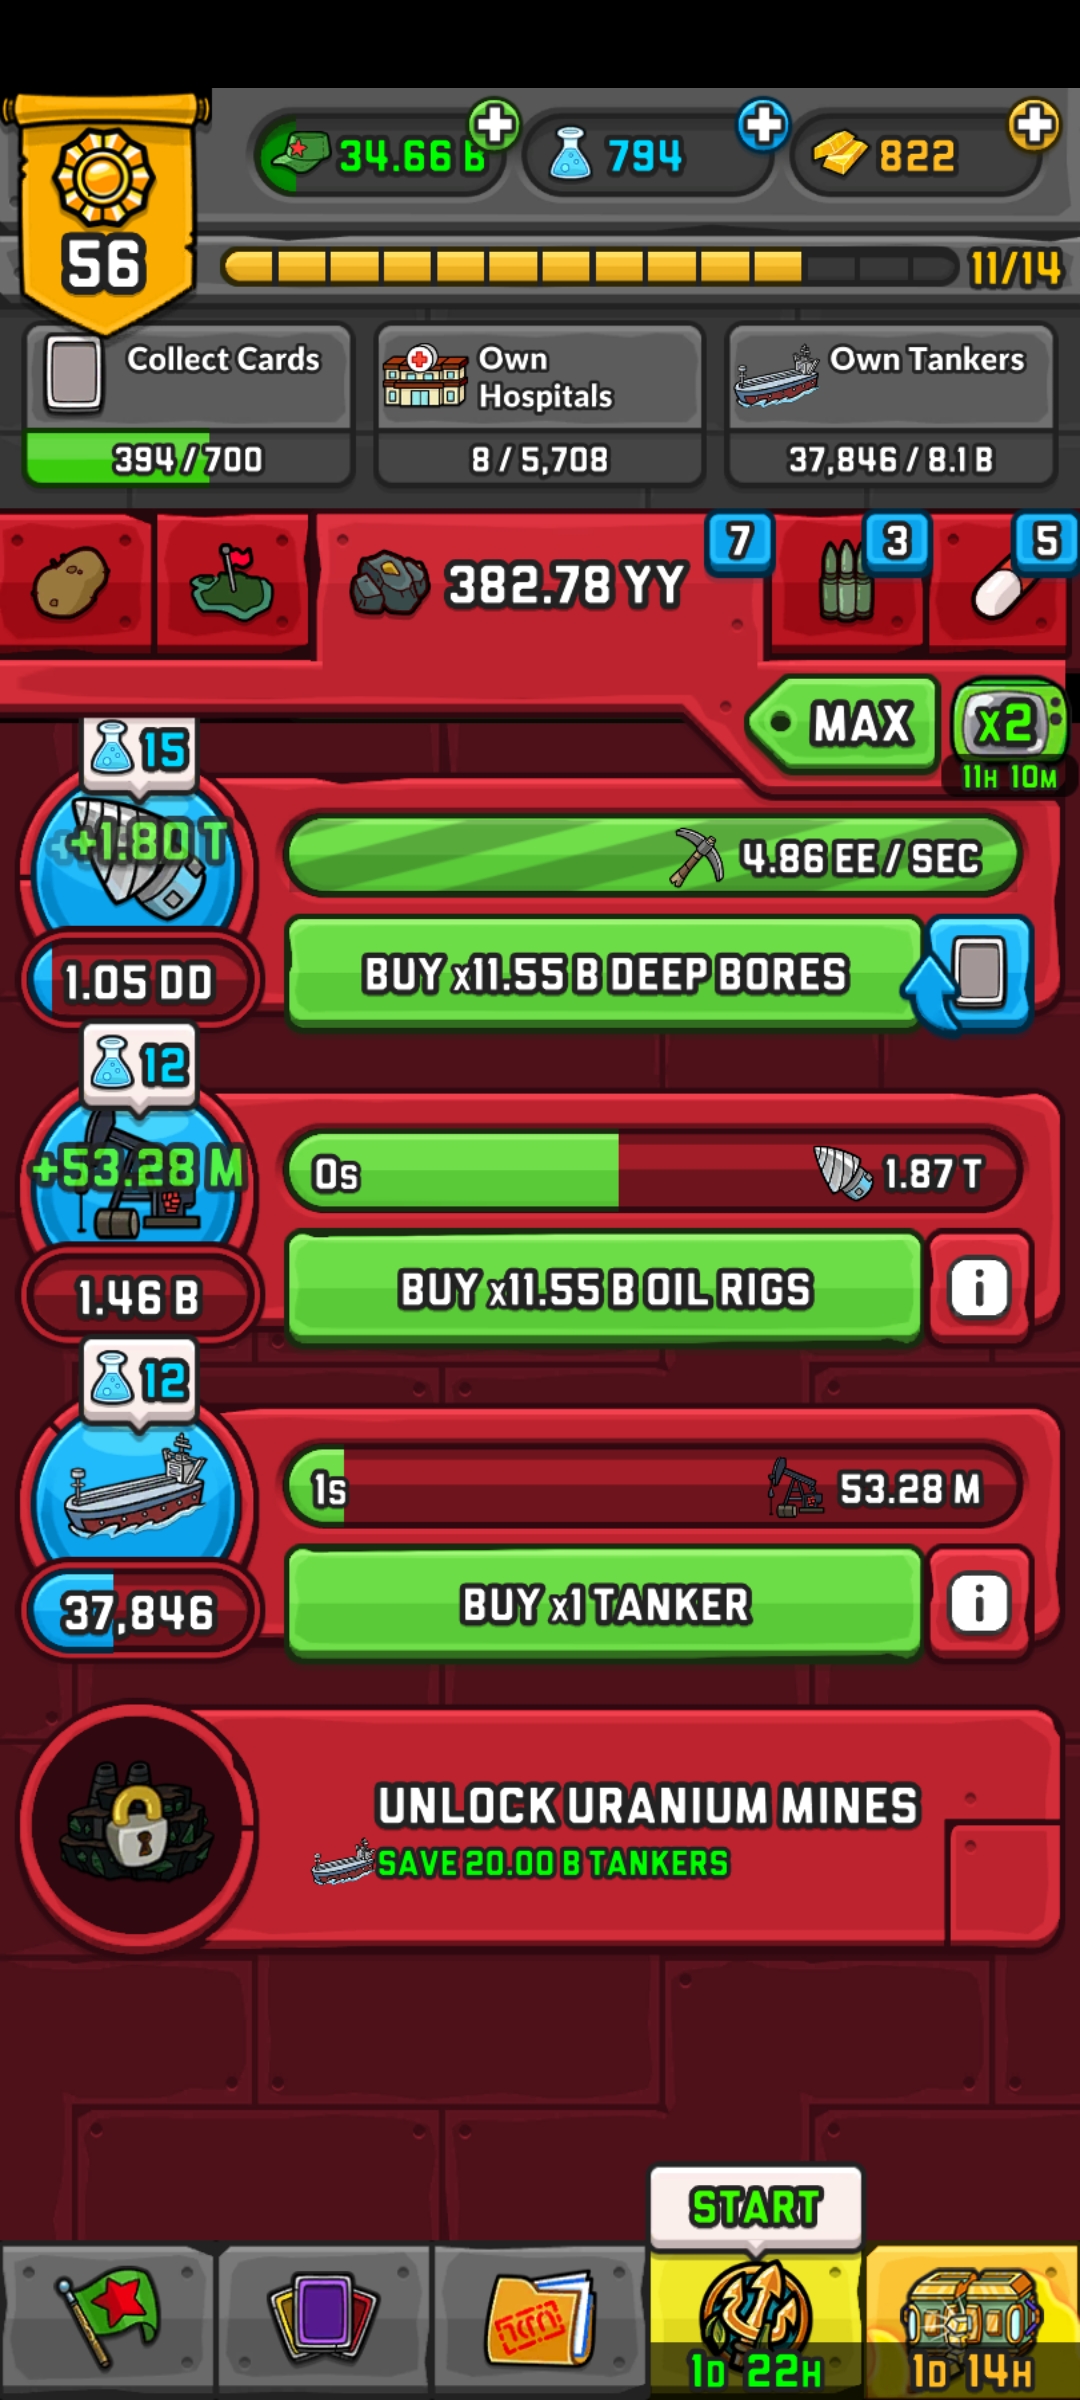 34.66 B
794
822
56
11/14
Collect Cards
394/700
Own
Hospitals
8/5,708
Own Tankers
37,846/8.1 B
382.78 YY
7
3
5
MAX
x2
11H 10M
15
+1.80 T
4.86 EE / SEC
1.05 DD
BUY x11.55 B DEEP BORES
12
+53.28 M
0s
1.87 T
1.46 B
BUY x11.55 B OIL RIGS
i
12
1s
53.28 M
37,846
BUY x1 TANKER
i
UNLOCK URANIUM MINES
SAVE 20.00 B TANKERS
START
1D 22H
1D 14H